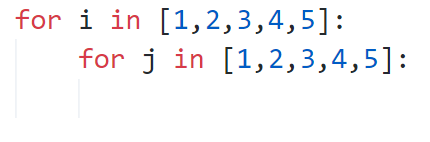 for i in [1,2,3,4,5]:
    for j in [1,2,3,4,5]: